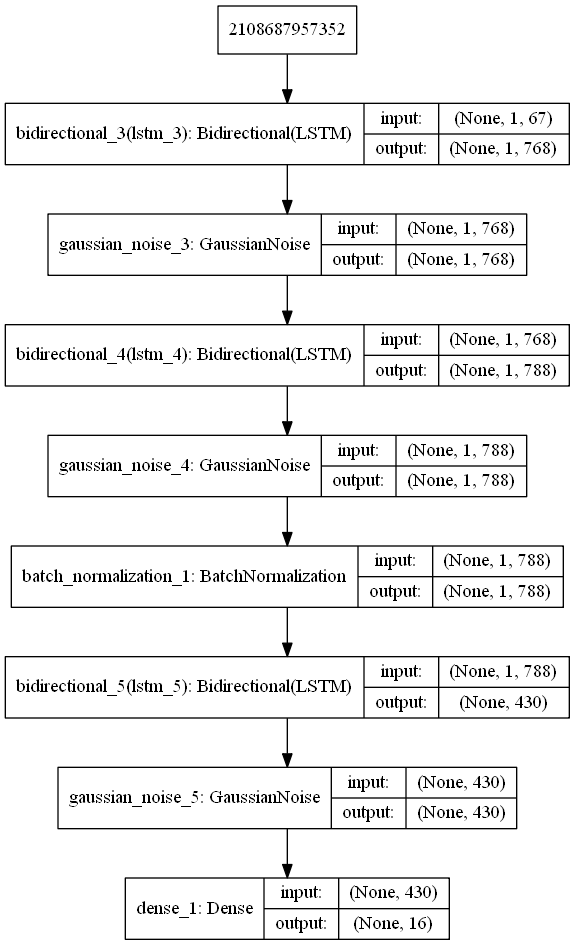 2108687957352
bidirectional_3(lstm_3): Bidirectional(LSTM)
input: (None, 1, 67)
output: (None, 1, 768)
gaussian_noise_3: GaussianNoise
input: (None, 1, 768)
output: (None, 1, 768)
bidirectional_4(lstm_4): Bidirectional(LSTM)
input: (None, 1, 768)
output: (None, 1, 788)
gaussian_noise_4: GaussianNoise
input: (None, 1, 788)
output: (None, 1, 788)
batch_normalization_1: BatchNormalization
input: (None, 1, 788)
output: (None, 1, 788)
bidirectional_5(lstm_5): Bidirectional(LSTM)
input: (None, 1, 788)
output: (None, 430)
gaussian_noise_5: GaussianNoise
input: (None, 430)
output: (None, 430)
dense_1: Dense
input: (None, 430)
output: (None, 16)